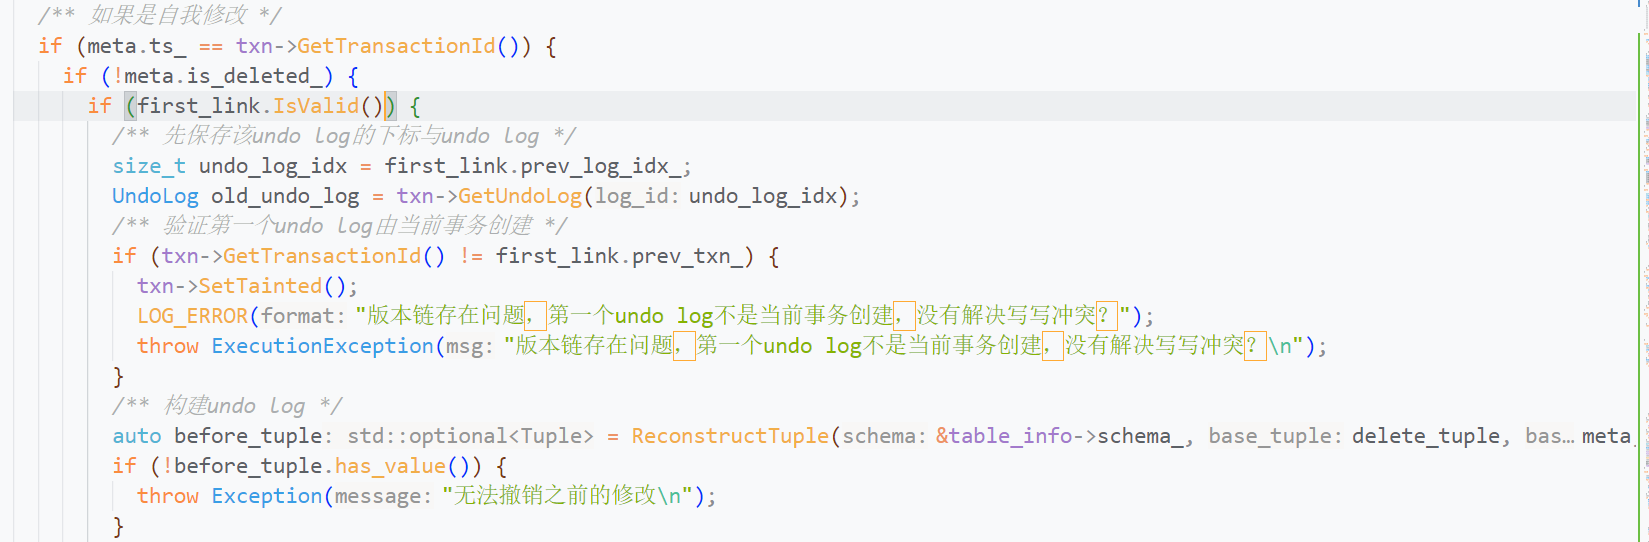 /** 如果是自我修改 */
if (meta.ts_ == txn->GetTransactionId()) {
if (!meta.is_deleted_) {
if (first_link.IsValid()) {
/** 先保存该undo log的下标与undo log */
size_t undo_log_idx = first_link.prev_log_idx_;
UndoLog old_undo_log = txn->GetUndoLog(log_id: undo_log_idx);
/** 验证第一个undo log由当前事务创建 */
if (txn->GetTransactionId() != first_link.prev_txn_) {
txn->SetTainted();
LOG_ERROR(format: "版本链存在问题，第一个undo log不是当前事务创建，没有解决写写冲突？");
throw ExecutionException(msg: "版本链存在问题，第一个undo log不是当前事务创建，没有解决写写冲突？\n");
}
/** 构建undo log */
auto before_tuple: std::optional<Tuple> = ReconstructTuple(schema: &table_info->schema_, base_tuple: delete_tuple, bas… meta
if (!before_tuple.has_value()) {
throw Exception(message: "无法撤销之前的修改\n");
}